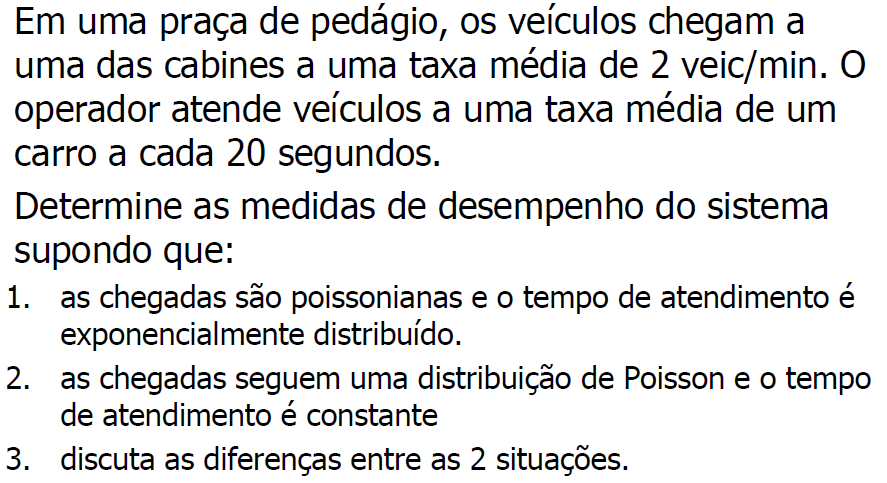 Em uma praça de pedágio, os veículos chegam a
uma das cabines a uma taxa média de 2 veic/min. O
operador atende veículos a uma taxa média de um
carro a cada 20 segundos.
Determine as medidas de desempenho do sistema
supondo que:
1. as chegadas são poissonianas e o tempo de atendimento é
exponencialmente distribuído.
2. as chegadas seguem uma distribuição de Poisson e o tempo
de atendimento é constante
3. discuta as diferenças entre as 2 situações.